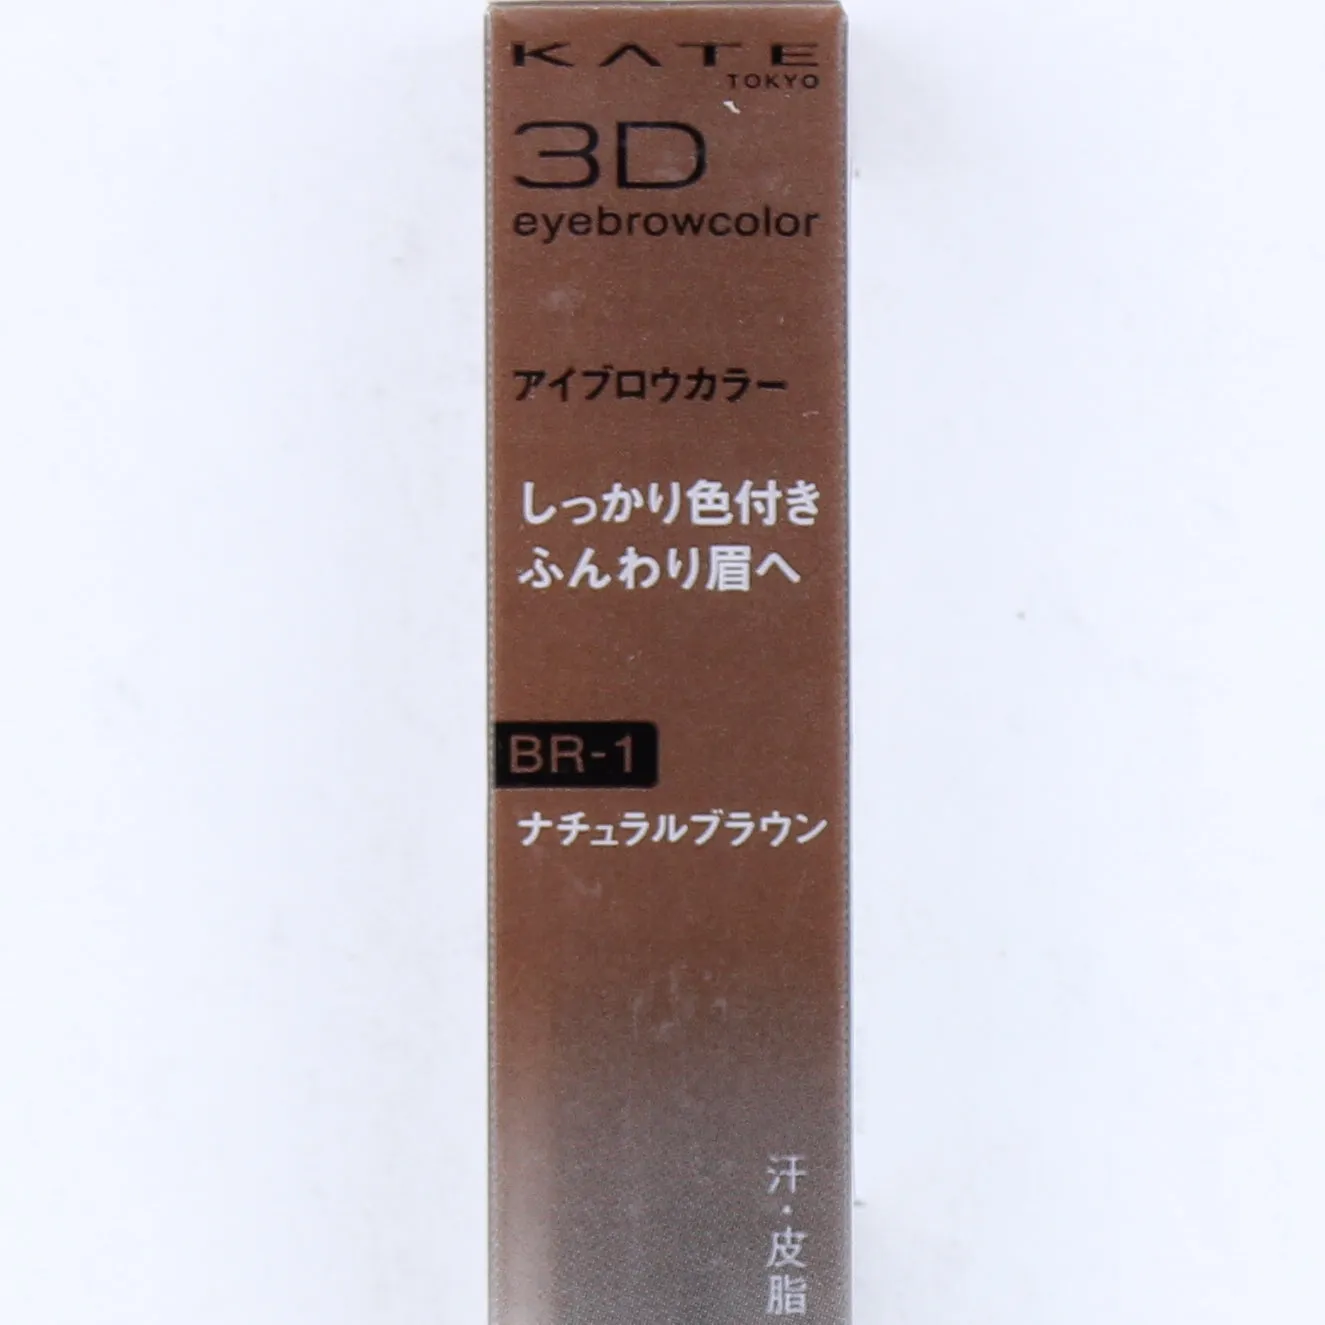 KATE
TOKYO
3D
eyebrowcolor
アイブロウカラー
しっかり色付き
ふんわり眉へ
BR-1
ナチュラルブラウン
汗・皮脂